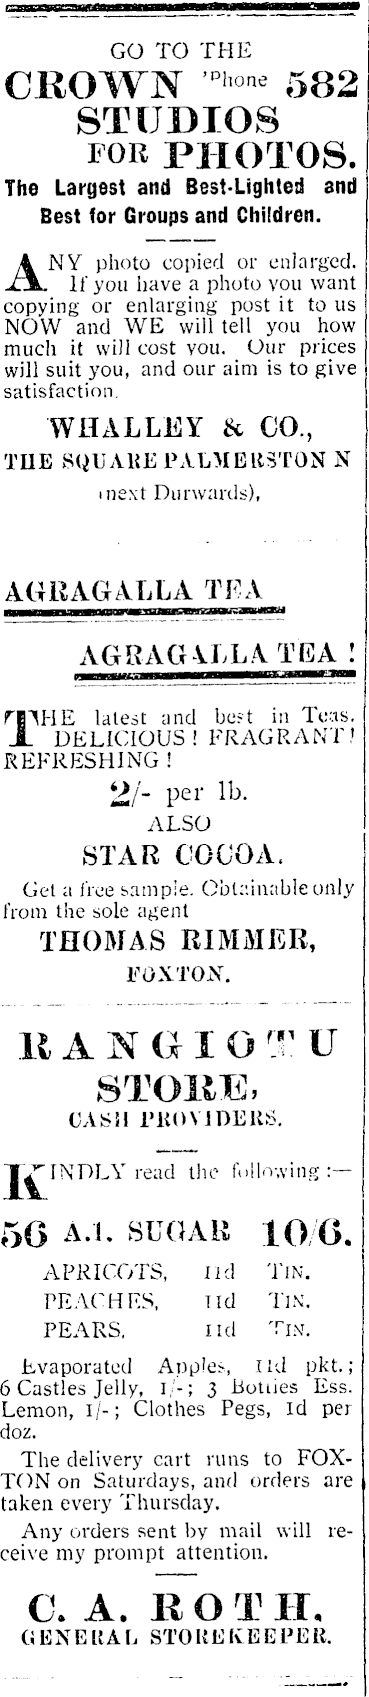 GO TO THE
CROWN 'Phone 582
STUDIOS
FOR PHOTOS.
The Largest and Best-Lighted and
Best for Groups and Children.
ANY photo copied or enlarged.
If you have a photo you want
copying or enlarging post it to us
NOW and WE will tell you how
much it will cost you. Our prices
will suit you, and our aim is to give
satisfaction.
WHALLEY & CO.,
THE SQUARE PALMERSTON N
(next Durwards),
AGRAGALLA TEA
AGRAGALLA TEA !
THE latest and best in Teas.
DELICIOUS! FRAGRANT!
REFRESHING!
2/- per lb.
ALSO
STAR COCOA.
Get a free sample. Obtainable only
from the sole agent
THOMAS RIMMER,
FOXTON.
RANGIOTU
STORE,
CASH PROVIDERS.
KINDLY read the following :—
56 A.1. SUGAR 10/6.
APRICOTS, 11d TIN.
PEACHES, 11d TIN.
PEARS, 11d TIN.
Evaporated Apples, 11d pkt.;
6 Castles Jelly, 1/-; 3 Bottles Ess.
Lemon, 1/-; Clothes Pegs, 1d per
doz.
The delivery cart runs to FOX-
TON on Saturdays, and orders are
taken every Thursday.
Any orders sent by mail will re-
ceive my prompt attention.
C. A. ROTH,
GENERAL STOREKEEPER.